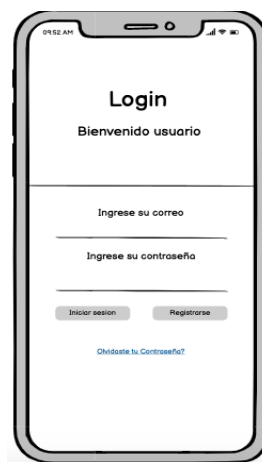 09:52 AM
Login
Bienvenido usuario
Ingrese su correo
Ingrese su contraseña
Iniciar sesion Registrarse
Olvidaste tu Contraseña?